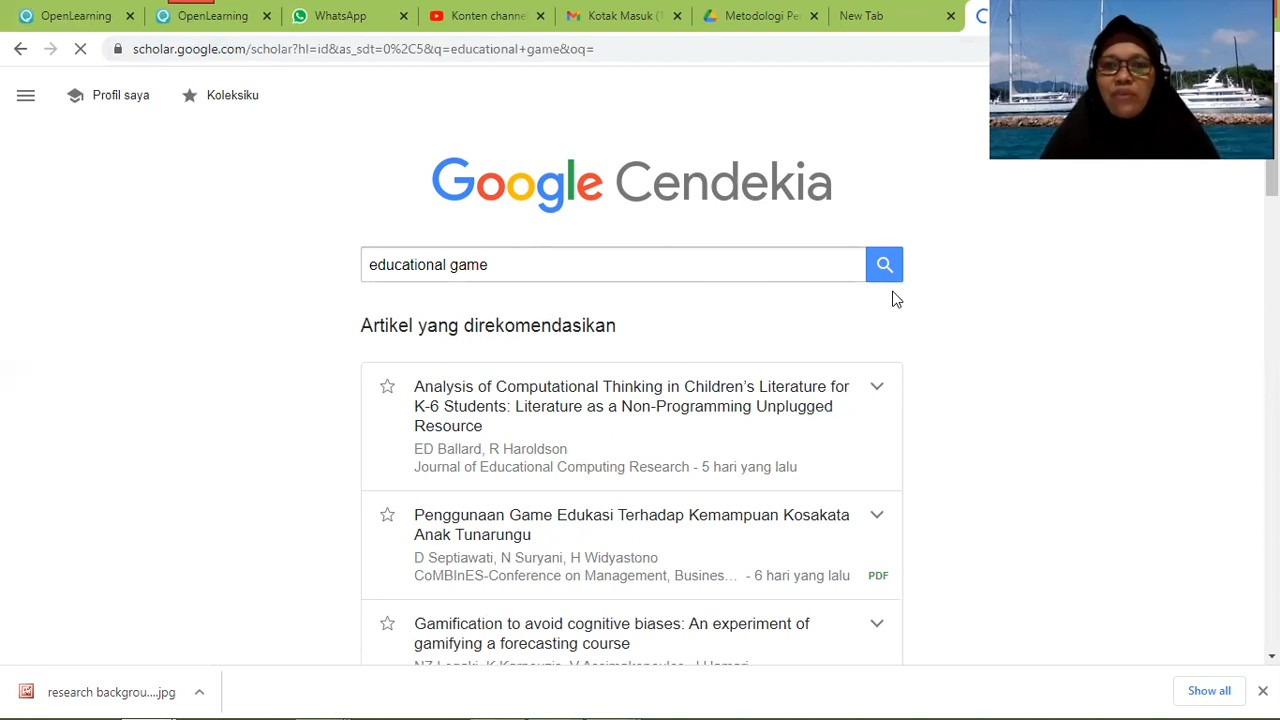 OpenLearning
OpenLearning
WhatsApp
Konten channe
Kotak Masuk (1
Metodologi Pe
New Tab
scholar.google.com/scholar?hl=id&as_sdt=0%2C5&q=educational+game&oq=
Profil saya
Koleksiku
Google Cendekia
educational game
Artikel yang direkomendasikan
Analysis of Computational Thinking in Children's Literature for
K-6 Students: Literature as a Non-Programming Unplugged
Resource
ED Ballard, R Haroldson
Journal of Educational Computing Research - 5 hari yang lalu
Penggunaan Game Edukasi Terhadap Kemampuan Kosakata
Anak Tunarungu
D Septiawati, N Suryani, H Widyastono
CoMBInES-Conference on Management, Busines… - 6 hari yang lalu
PDF
Gamification to avoid cognitive biases: An experiment of
gamifying a forecasting course
research backgrou....jpg
Show all